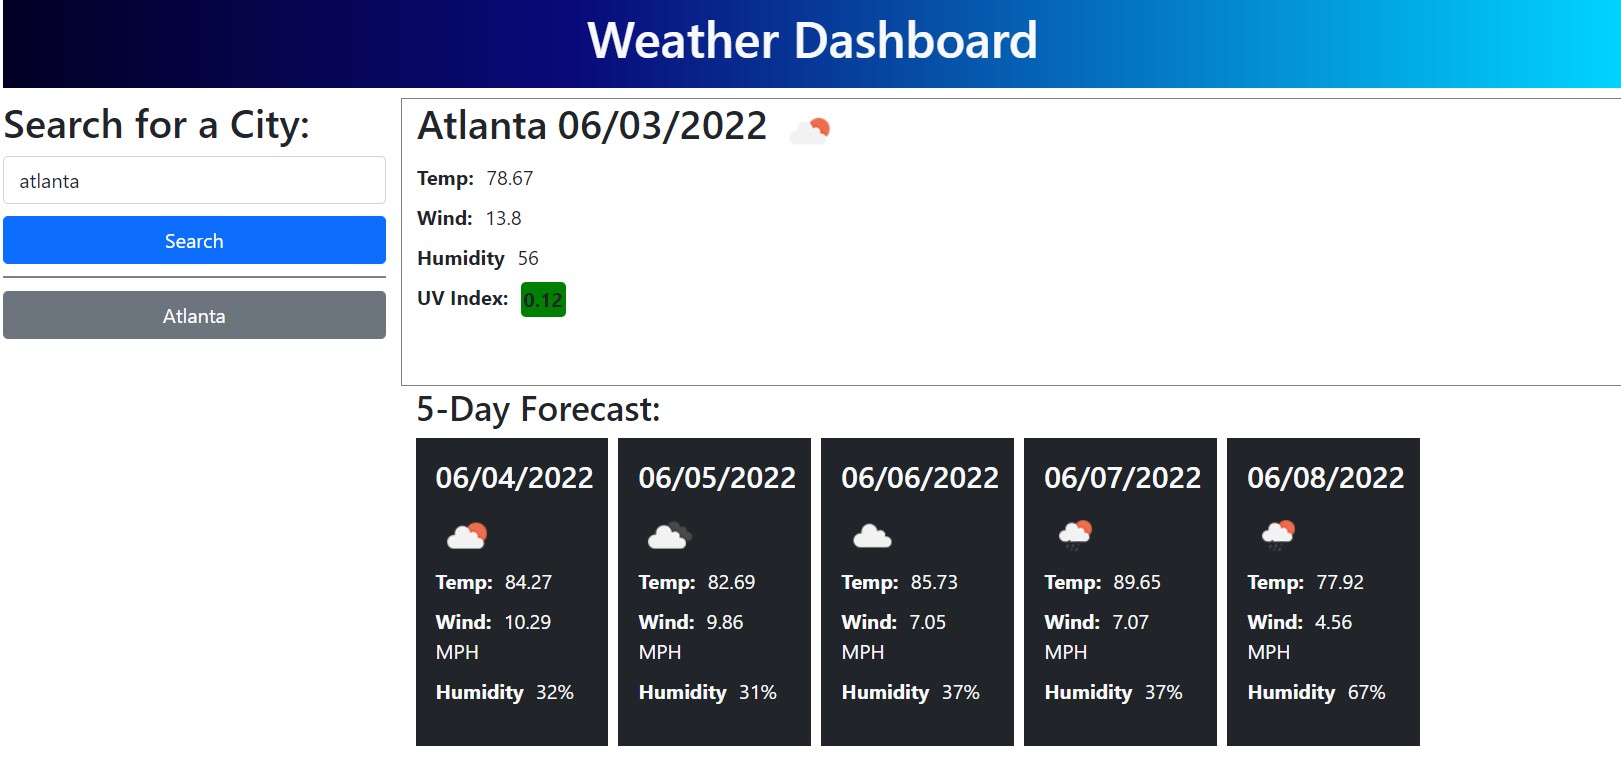 Weather Dashboard
Search for a City:
atlanta
Search
Atlanta
Atlanta 06/03/2022
Temp: 78.67
Wind: 13.8
Humidity 56
UV Index: 0.12
5-Day Forecast:
06/04/2022
Temp: 84.27
Wind: 10.29
MPH
Humidity 32%
06/05/2022
Temp: 82.69
Wind: 9.86
MPH
Humidity 31%
06/06/2022
Temp: 85.73
Wind: 7.05
MPH
Humidity 37%
06/07/2022
Temp: 89.65
Wind: 7.07
MPH
Humidity 37%
06/08/2022
Temp: 77.92
Wind: 4.56
MPH
Humidity 67%